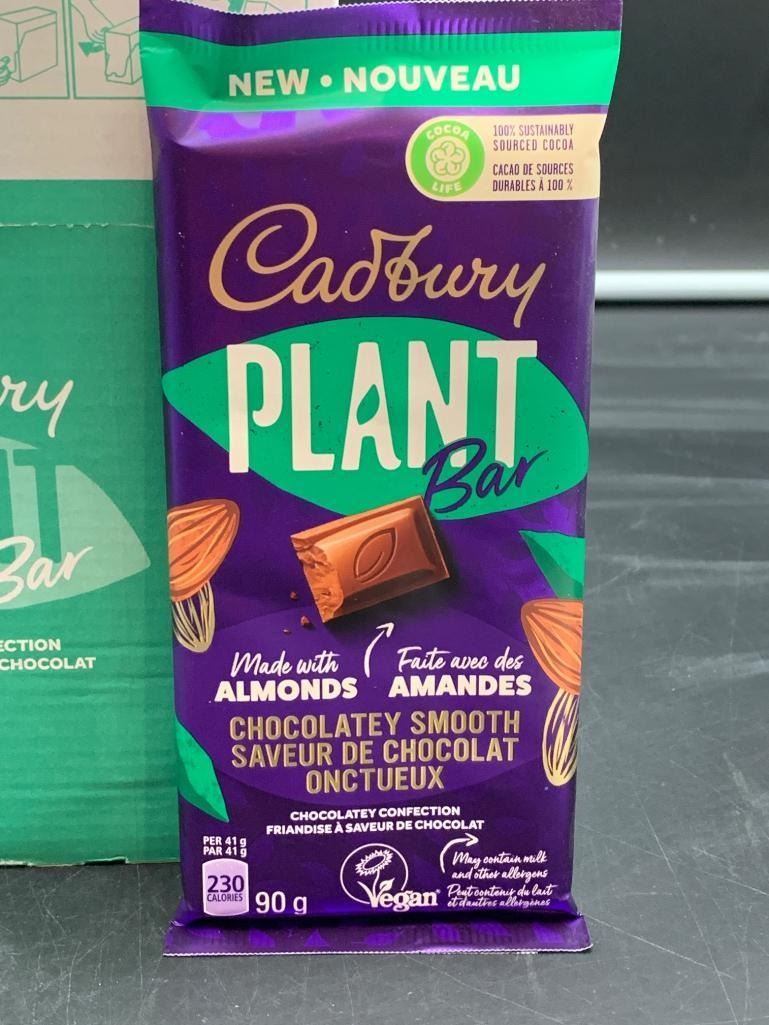 NEW • NOUVEAU
COCOA
LIFE
100% SUSTAINABLY
SOURCED COCOA
CACAO DE SOURCES
DURABLES À 100 %
Cadbury
PLANT
Bar
Made with
ALMONDS
Faite avec des
AMANDES
CHOCOLATEY SMOOTH
SAVEUR DE CHOCOLAT
ONCTUEUX
CHOCOLATEY CONFECTION
FRIANDISE À SAVEUR DE CHOCOLAT
PER 41 g
PAR 41 g
230
CALORIES
90 g
Vegan
May contain milk
and other allergens
Peut contenir du lait
et d'autres allergènes
ry
T
Bar
ECTION
CHOCOLAT